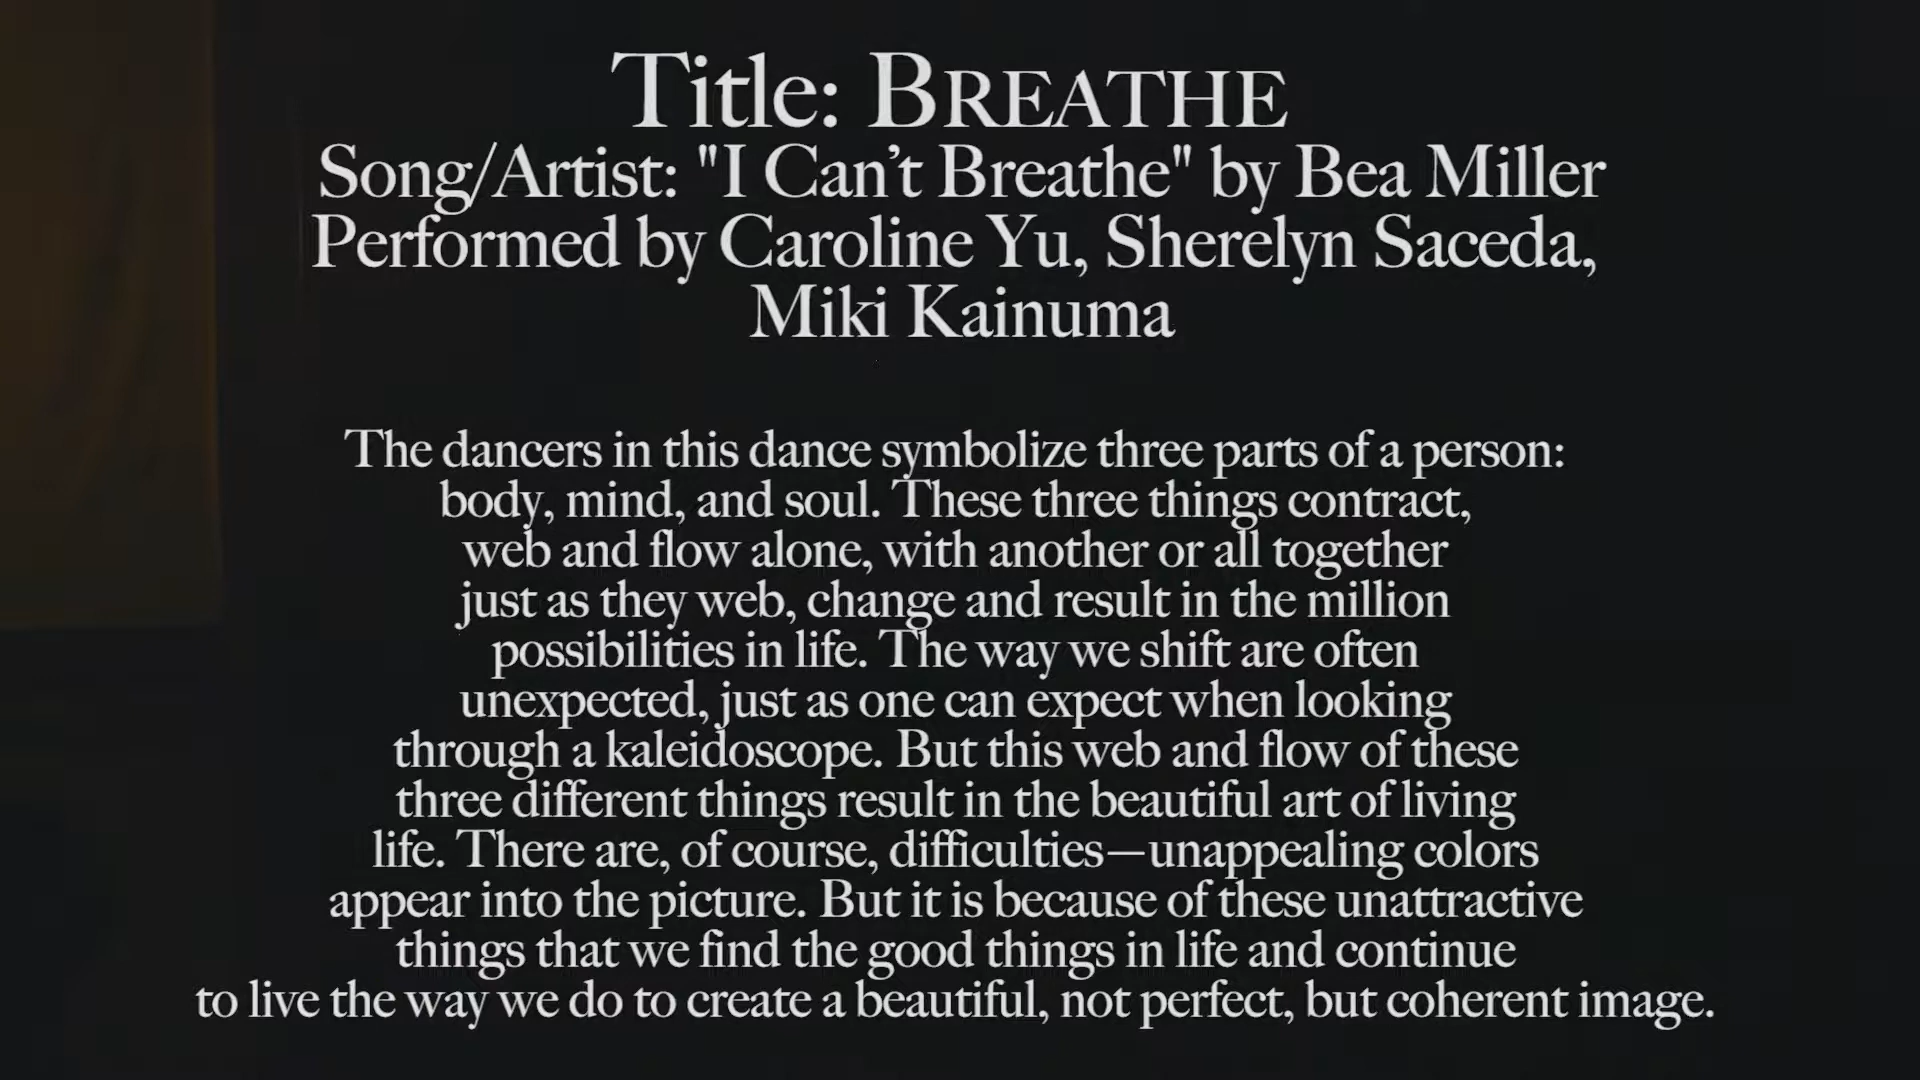 Title: BREATHE
Song/Artist: "I Can’t Breathe" by Bea Miller
Performed by Caroline Yu, Sherelyn Saceda,
Miki Kainuma
The dancers in this dance symbolize three parts of a person:
body, mind, and soul. These three things contract,
web and flow alone, with another or all together
just as they web, change and result in the million
possibilities in life. The way we shift are often
unexpected, just as one can expect when looking
through a kaleidoscope. But this web and flow of these
three different things result in the beautiful art of living
life. There are, of course, difficulties—unappealing colors
appear into the picture. But it is because of these unattractive
things that we find the good things in life and continue
to live the way we do to create a beautiful, not perfect, but coherent image.